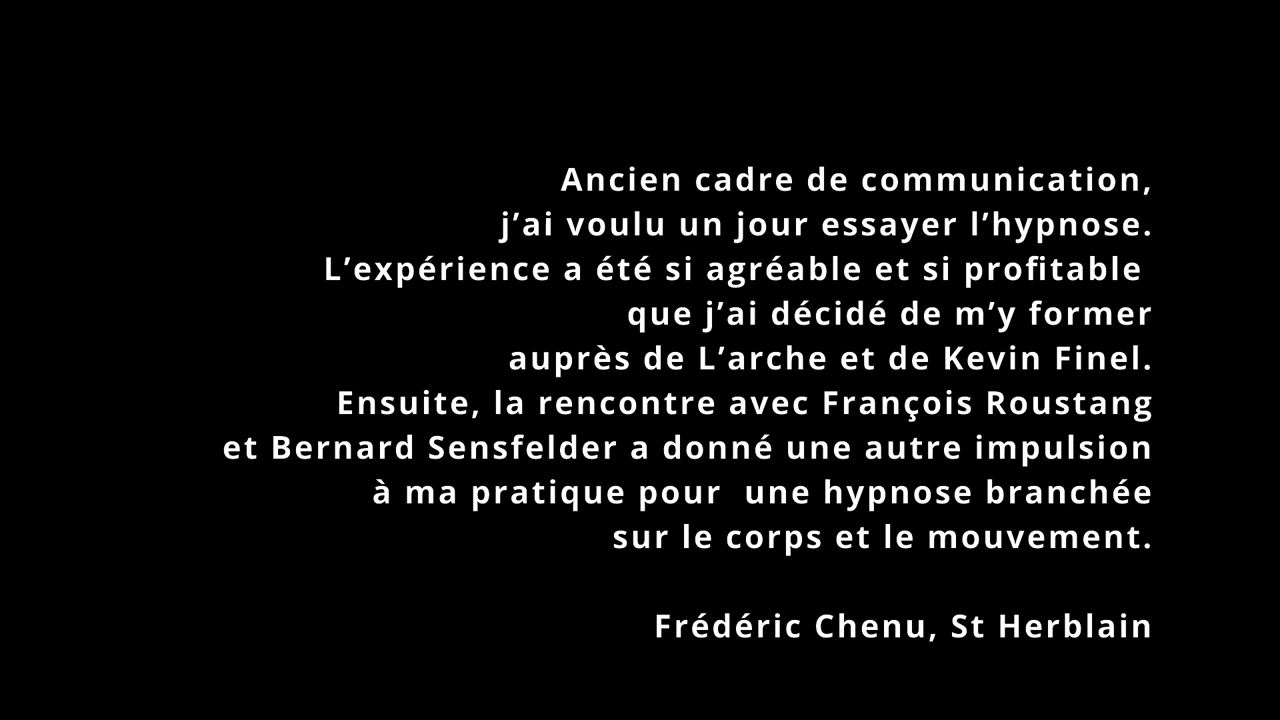 Ancien cadre de communication,
j’ai voulu un jour essayer l’hypnose.
L’expérience a été si agréable et si profitable
que j’ai décidé de m’y former
auprès de L’arche et de Kevin Finel.
Ensuite, la rencontre avec François Roustang
et Bernard Sensfelder a donné une autre impulsion
à ma pratique pour  une hypnose branchée
sur le corps et le mouvement.
Frédéric Chenu, St Herblain